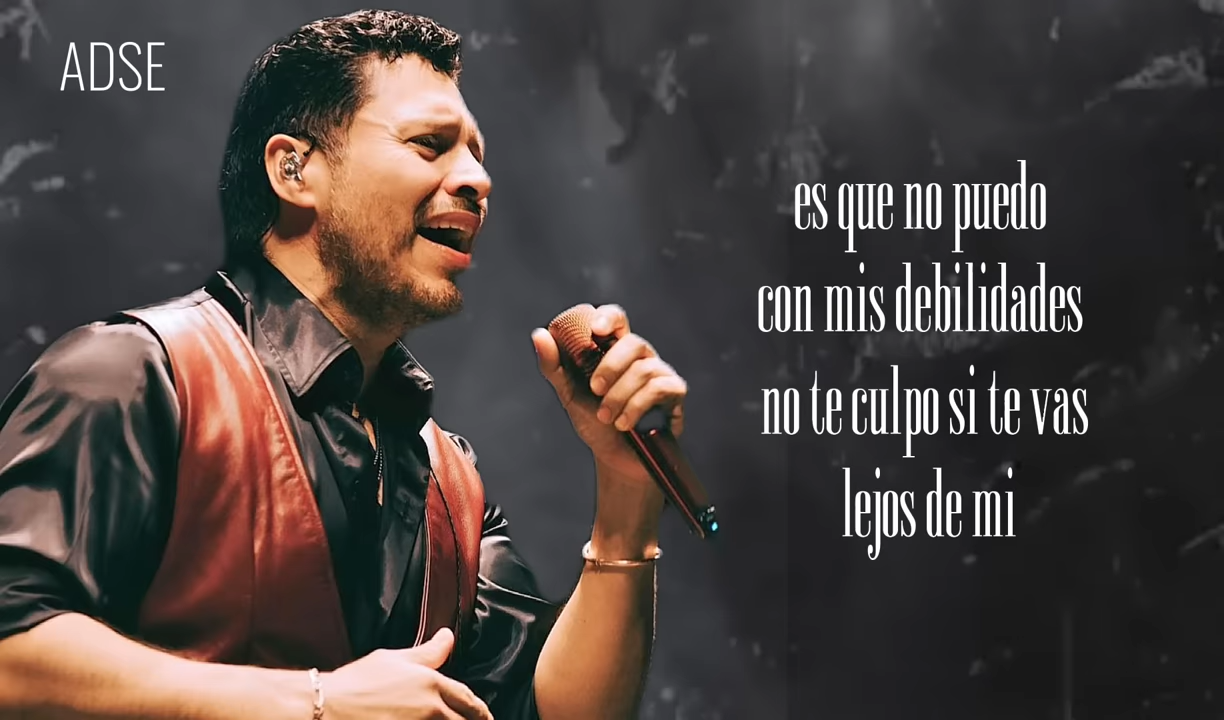 ADSE
es que no puedo
con mis debilidades
no te culpo si te vas
lejos de mi